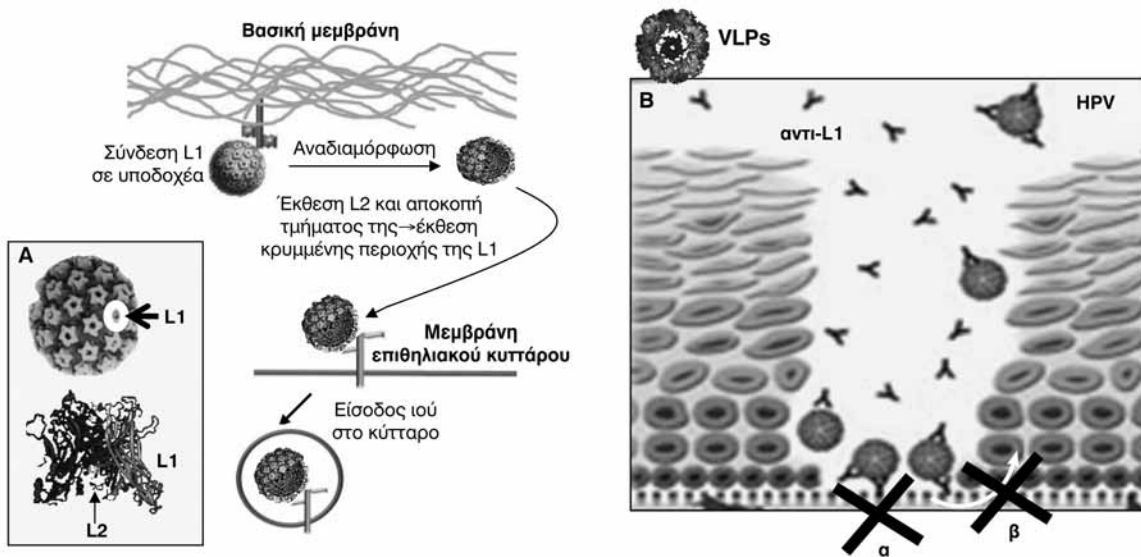 Βασική μεμβράνη
Σύνδεση L1
σε υποδοχέα
Αναδιαμόρφωση
Έκθεση L2 και αποκοπή
τμήματος της→έκθεση
κρυμμένης περιοχής της L1
Μεμβράνη
επιθηλιακού κυττάρου
Είσοδος ιού
στο κύτταρο
A
L1
L1
L2
VLPs
B
HPV
αντι-L1
α
β